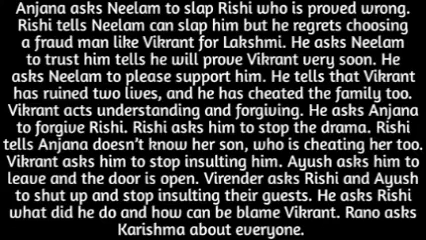 Anjana asks Neelam to slap Rishi who is proved wrong.
Rishi tells Neelam can slap him but he regrets choosing
a fraud man like Vikrant for Lakshmi. He asks Neelam
to trust him tells he will prove Vikrant very soon. He
asks Neelam to please support him. He tells that Vikrant
has ruined two lives, and he has cheated the family too.
Vikrant acts understanding and forgiving. He asks Anjana
to forgive Rishi. Rishi asks him to stop the drama. Rishi
tells Anjana doesn't know her son, who is cheating her too.
Vikrant asks him to stop insulting him. Ayush asks him to
leave and the door is open. Virender asks Rishi and Ayush
to shut up and stop insulting their guests. He asks Rishi
what did he do and how can be blame Vikrant. Rano asks
Karishma about everyone.